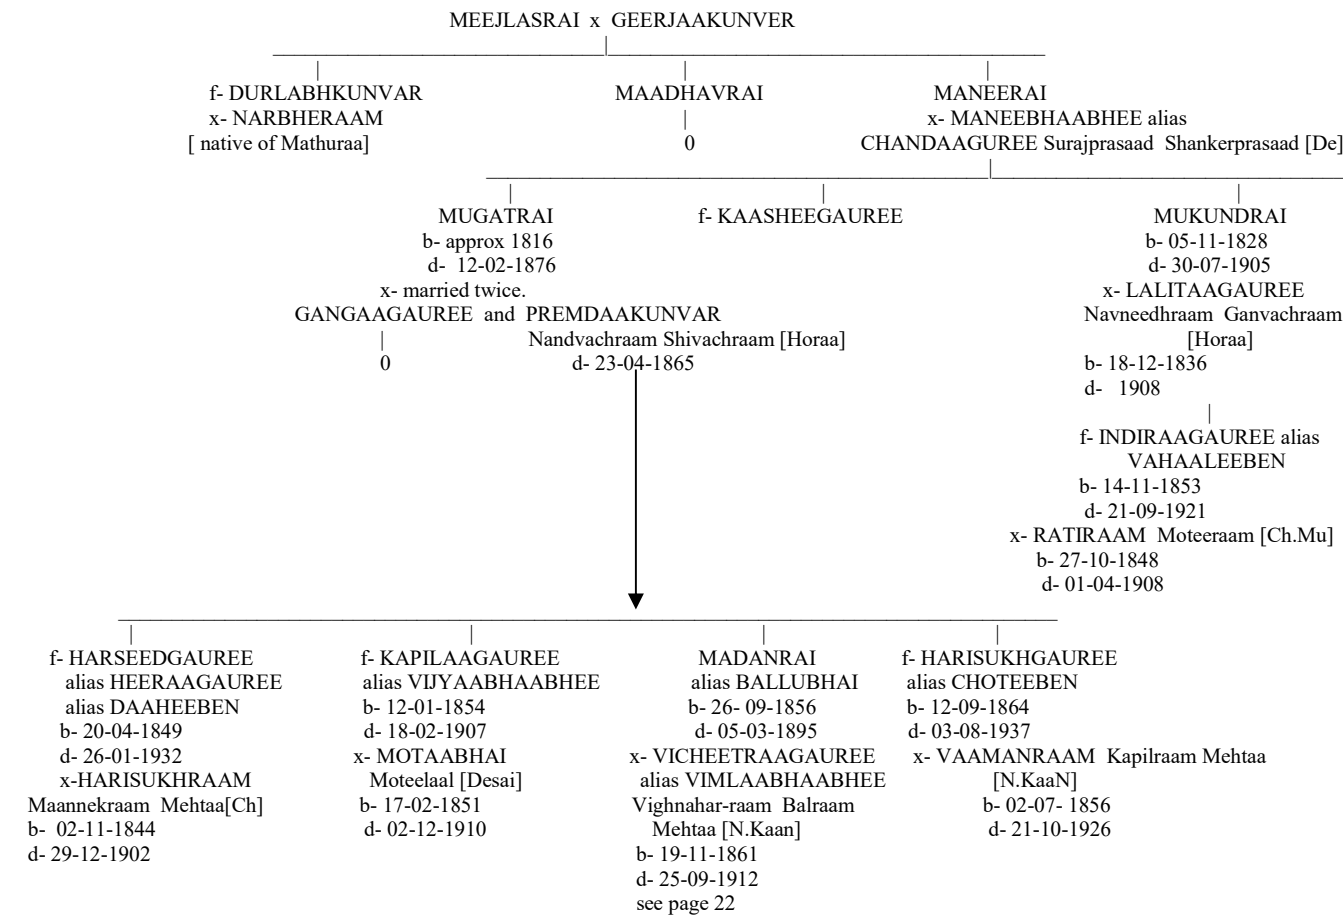 MEEJLASRAI x GEERJAAKUNVER
f- DURLABHKUNVAR
x- NARBHERAAM
[ native of Mathuraa]
MAADHAVRAI
0
MANEERAI
x- MANEEBHAABHEE alias
CHANDAAGUREE Surajprasaad Shankerprasaad [De]
MUGATRAI
b- approx 1816
d- 12-02-1876
x- married twice.
GANGAAGAUREE and PREMDAAKUNVAR
0
Nandvachraam Shivachraam [Horaa]
d- 23-04-1865
f- KAASHEEGAUREE
MUKUNDRAI
b- 05-11-1828
d- 30-07-1905
x- LALITAAGAUREE
Navneedhraam Ganvachraam
[Horaa]
b- 18-12-1836
d- 1908
f- INDIRAAGAUREE alias
VAHAALEEBEN
b- 14-11-1853
d- 21-09-1921
x- RATIRAAM Moteeraam [Ch.Mu]
b- 27-10-1848
d- 01-04-1908
f- HARSEEDGAUREE
alias HEERAAGAUREE
alias DAAHEEBEN
b- 20-04-1849
d- 26-01-1932
x-HARISUKHRAAM
Maannekraam Mehtaa[Ch]
b- 02-11-1844
d- 29-12-1902
f- KAPILAAGAUREE
alias VIJYAABHAABHEE
b- 12-01-1854
d- 18-02-1907
x- MOTAABHAI
Moteelaal [Desai]
b- 17-02-1851
d- 02-12-1910
MADANRAI
alias BALLUBHAI
b- 26- 09-1856
d- 05-03-1895
x- VICHEETRAAGAUREE
alias VIMLAABHAABHEE
Vighnahar-raam Balraam
Mehtaa [N.Kaan]
b- 19-11-1861
d- 25-09-1912
see page 22
f- HARISUKHGAUREE
alias CHOTEEBEN
b- 12-09-1864
d- 03-08-1937
x- VAAMANRAAM Kapilraam Mehtaa
[N.KaaN]
b- 02-07- 1856
d- 21-10-1926